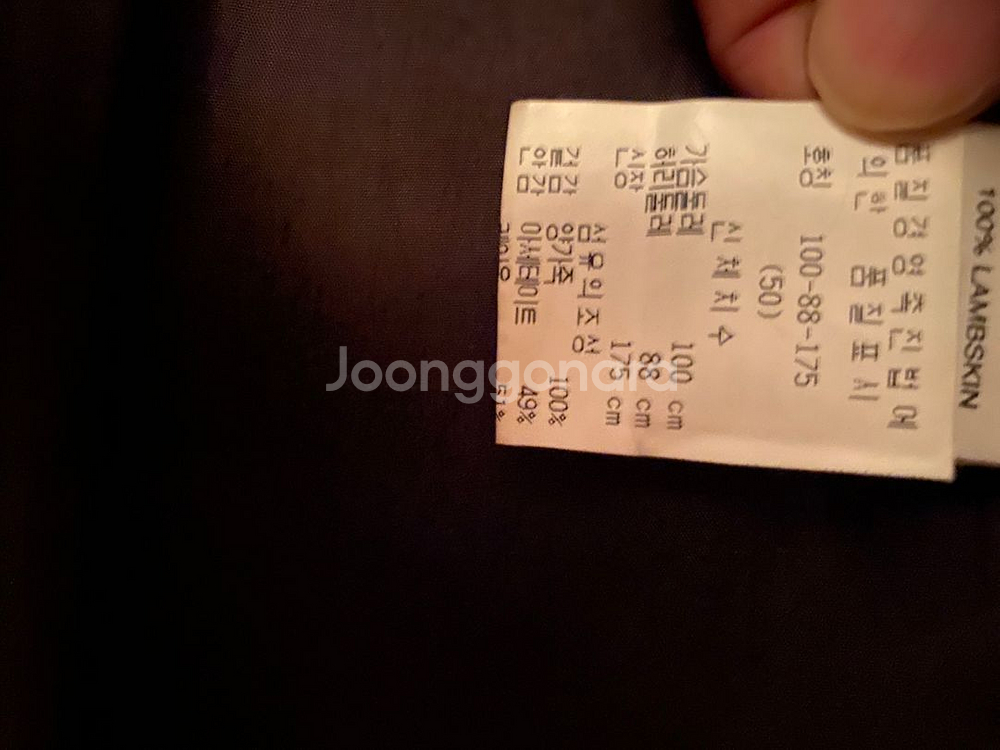 100% LAMBSKIN
품질경영촉진법에
의한 품질표시
호칭 100-88-175
(50)
신체치수
가슴둘레 100 cm
허리둘레 88 cm
신장 175 cm
섬유의조성
겉감 양가죽 100%
안감 아세테이트 49%
51%
Joonggonara